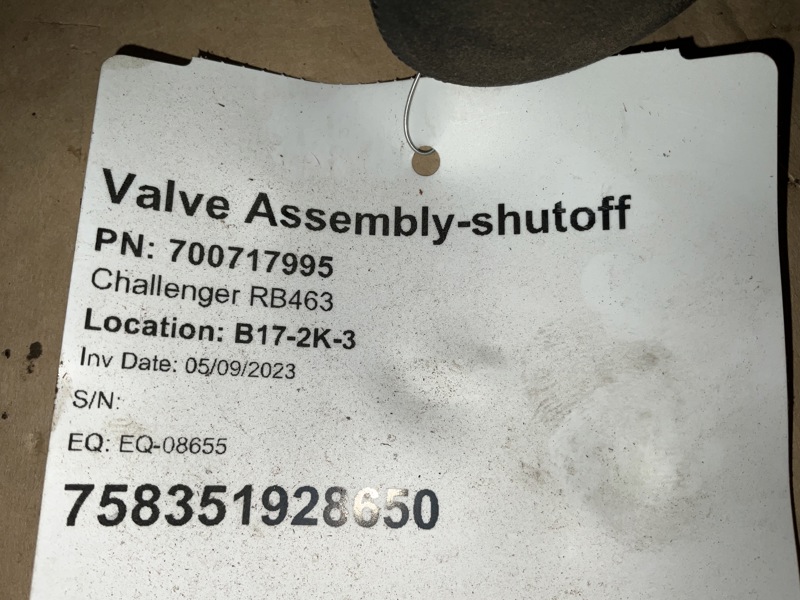 Valve Assembly-shutoff
PN: 700717995
Challenger RB463
Location: B17-2K-3
Inv Date: 05/09/2023
S/N:
EQ: EQ-08655
758351928650